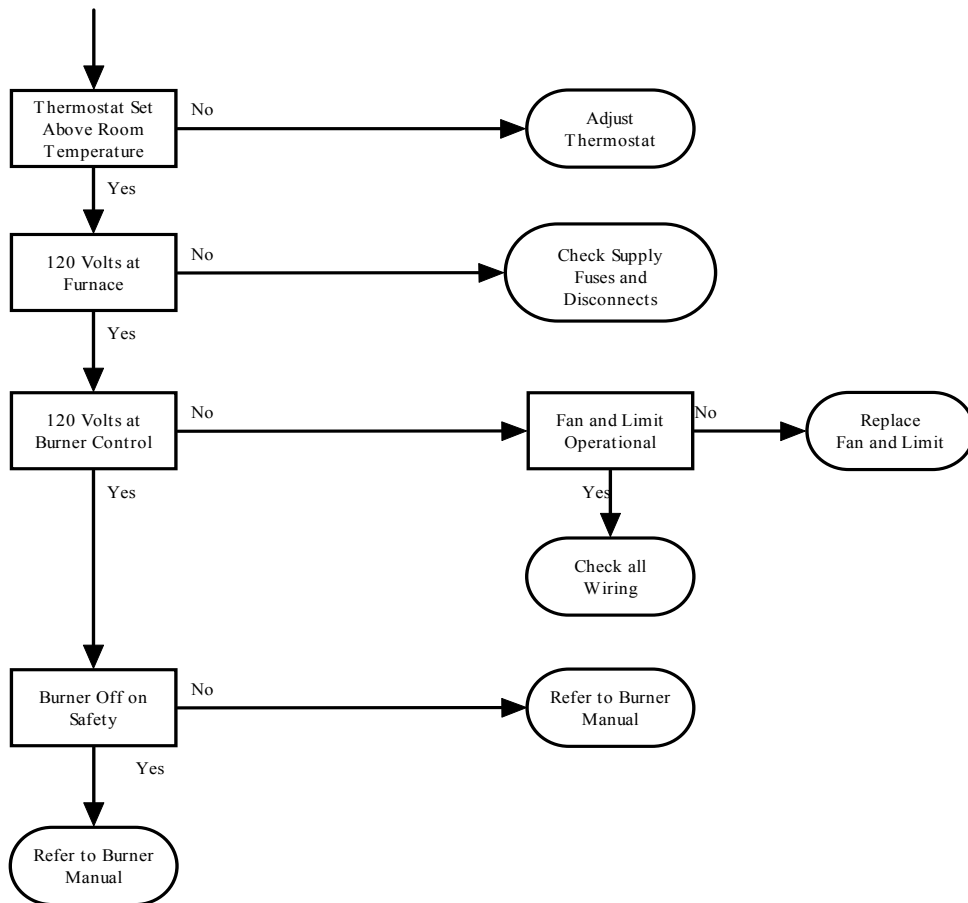 Thermostat Set
Above Room
Temperature
No
Adjust
Thermostat
Yes
120 Volts at
Furnace
No
Check Supply
Fuses and
Disconnects
Yes
120 Volts at
Burner Control
No
Fan and Limit
Operational
No
Replace
Fan and Limit
Yes
Yes
Check all
Wiring
Burner Off on
Safety
No
Refer to Burner
Manual
Yes
Refer to Burner
Manual